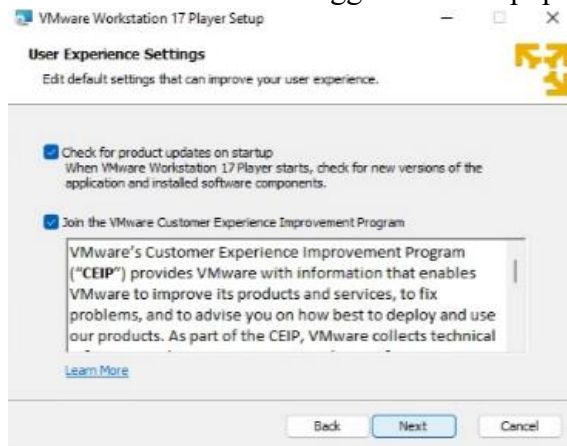 VMware Workstation 17 Player Setup
User Experience Settings
Edit default settings that can improve your user experience.
Check for product updates on startup
When VMware Workstation 17 Player starts, check for new versions of the
application and installed software components.
Join the VMware Customer Experience Improvement Program
VMware's Customer Experience Improvement Program
("CEIP") provides VMware with information that enables
VMware to improve its products and services, to fix
problems, and to advise you on how best to deploy and use
our products. As part of the CEIP, VMware collects technical
Learn More
Back Next Cancel